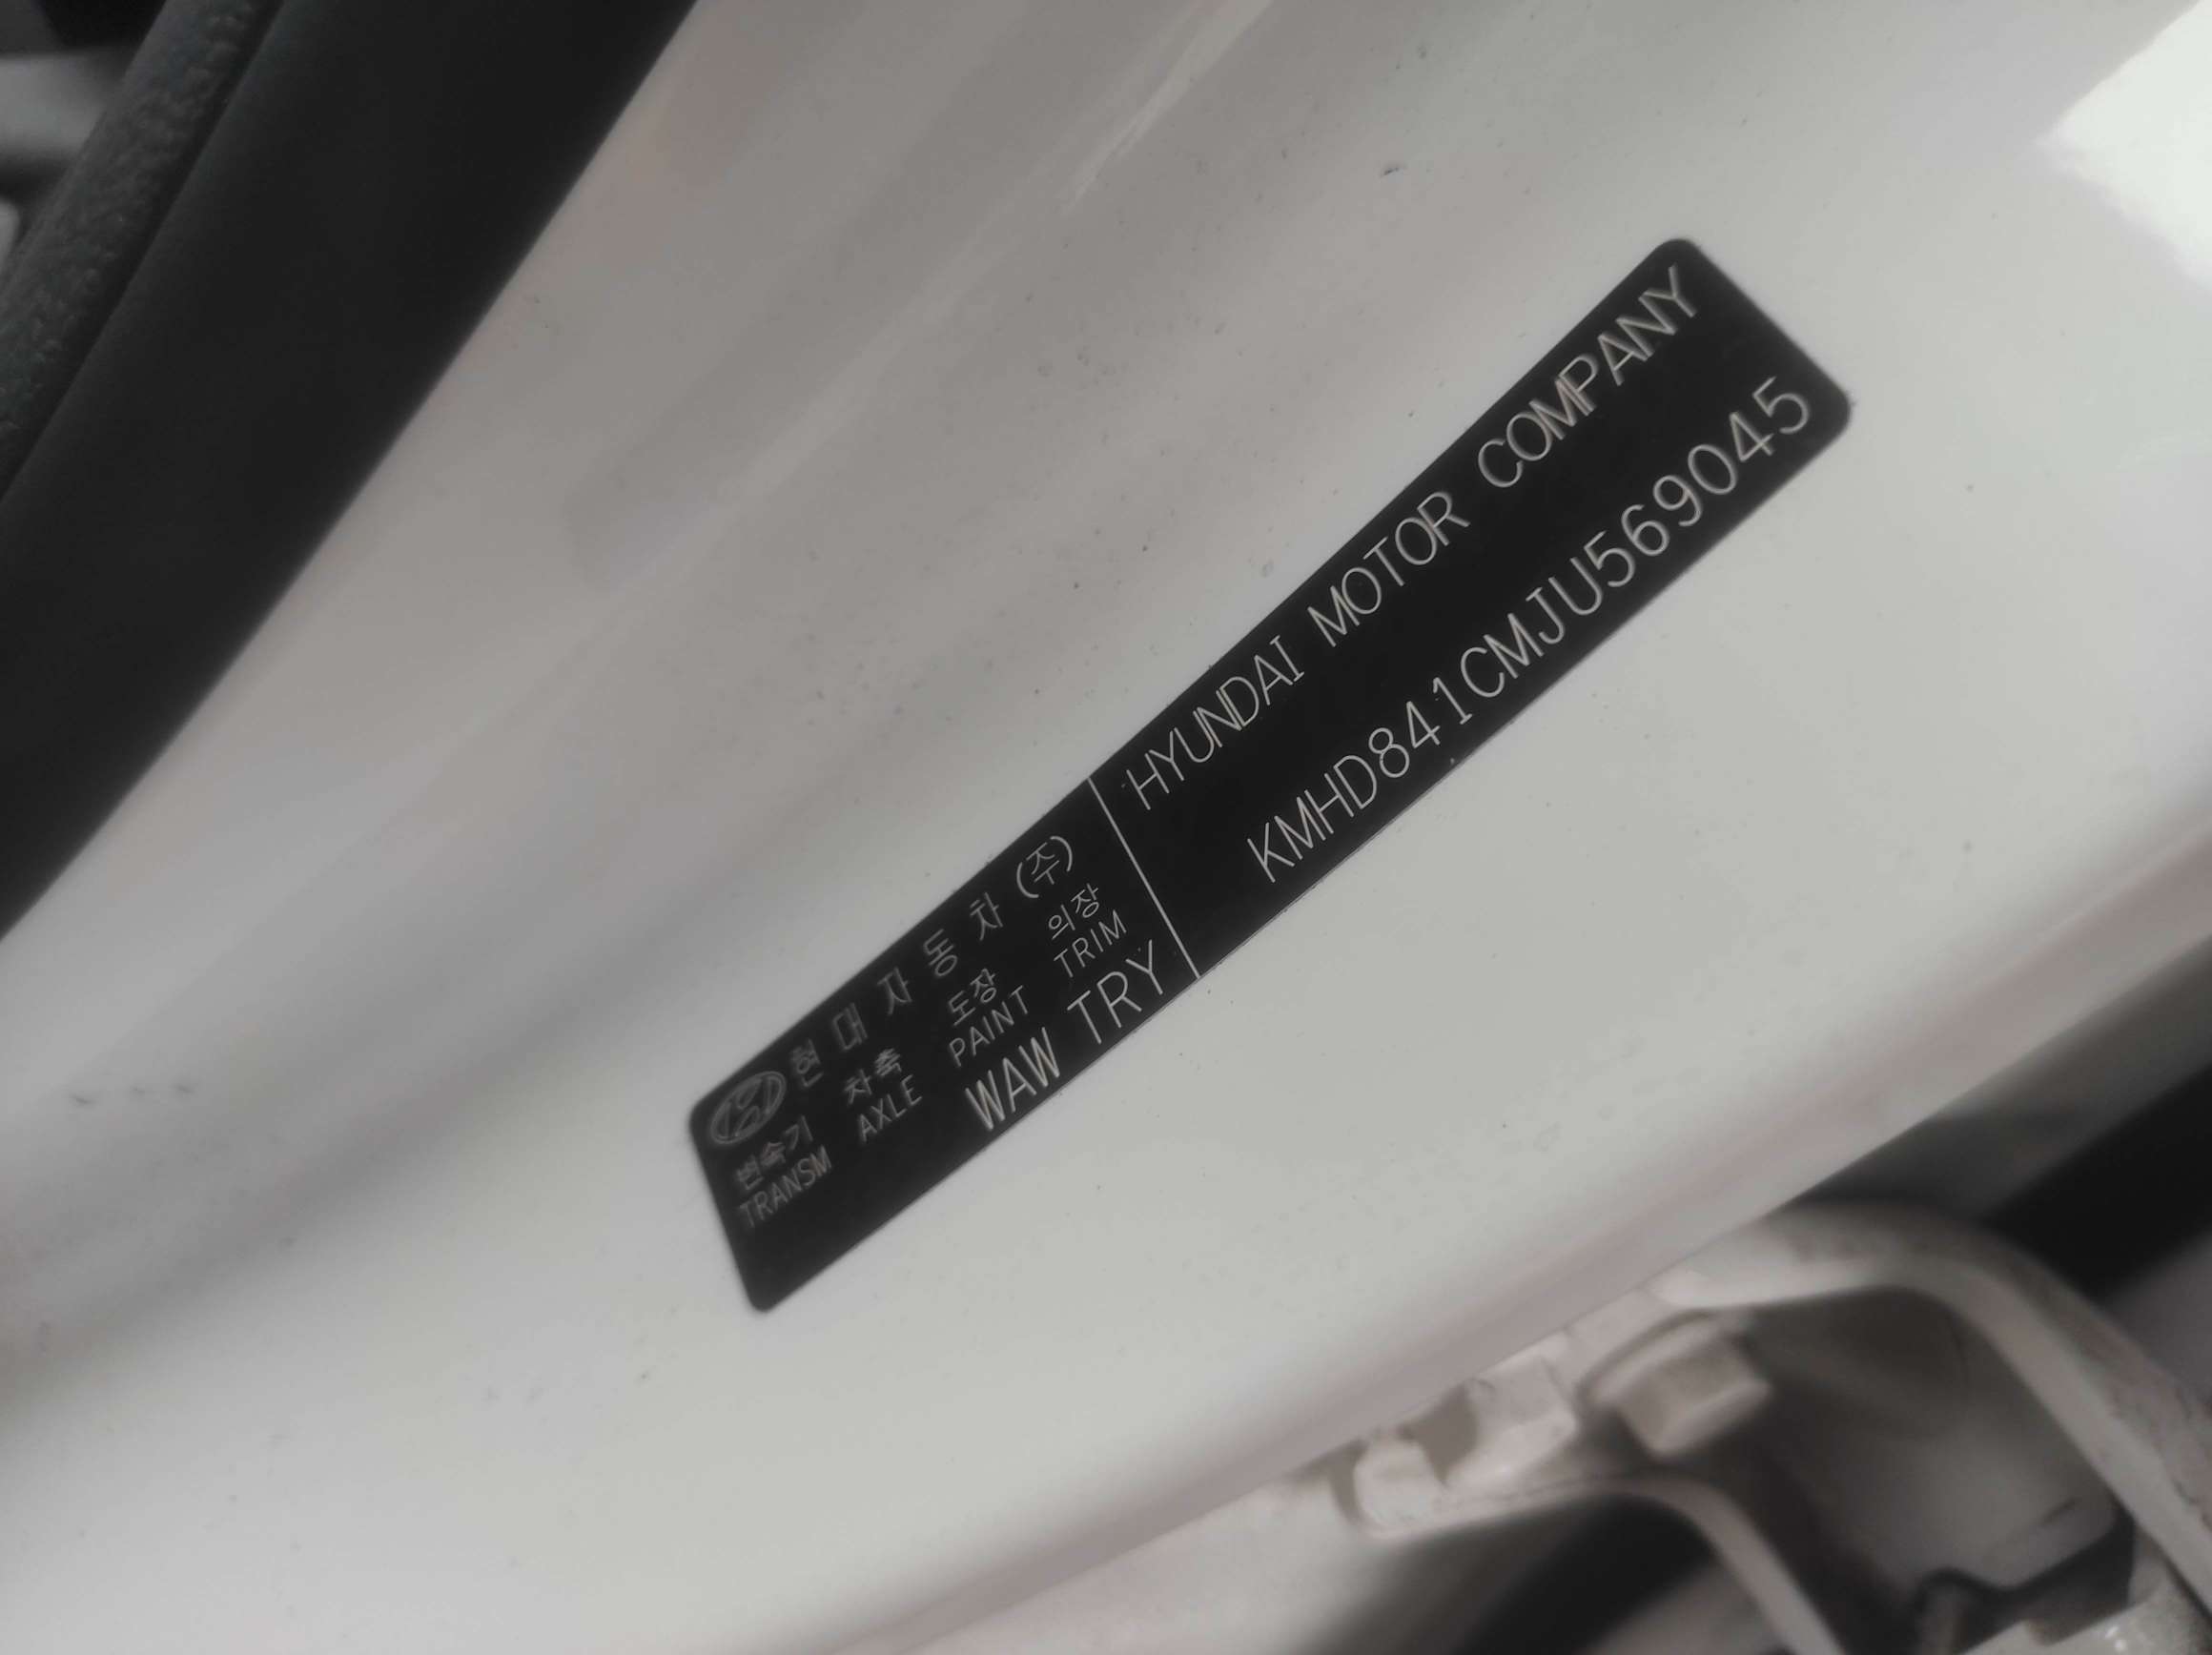 현대자동차(주)
변속기 차축 도장 의장
TRANSM AXLE PAINT TRIM
WAW TRY
HYUNDAI MOTOR COMPANY
KMHD841CMJU569045